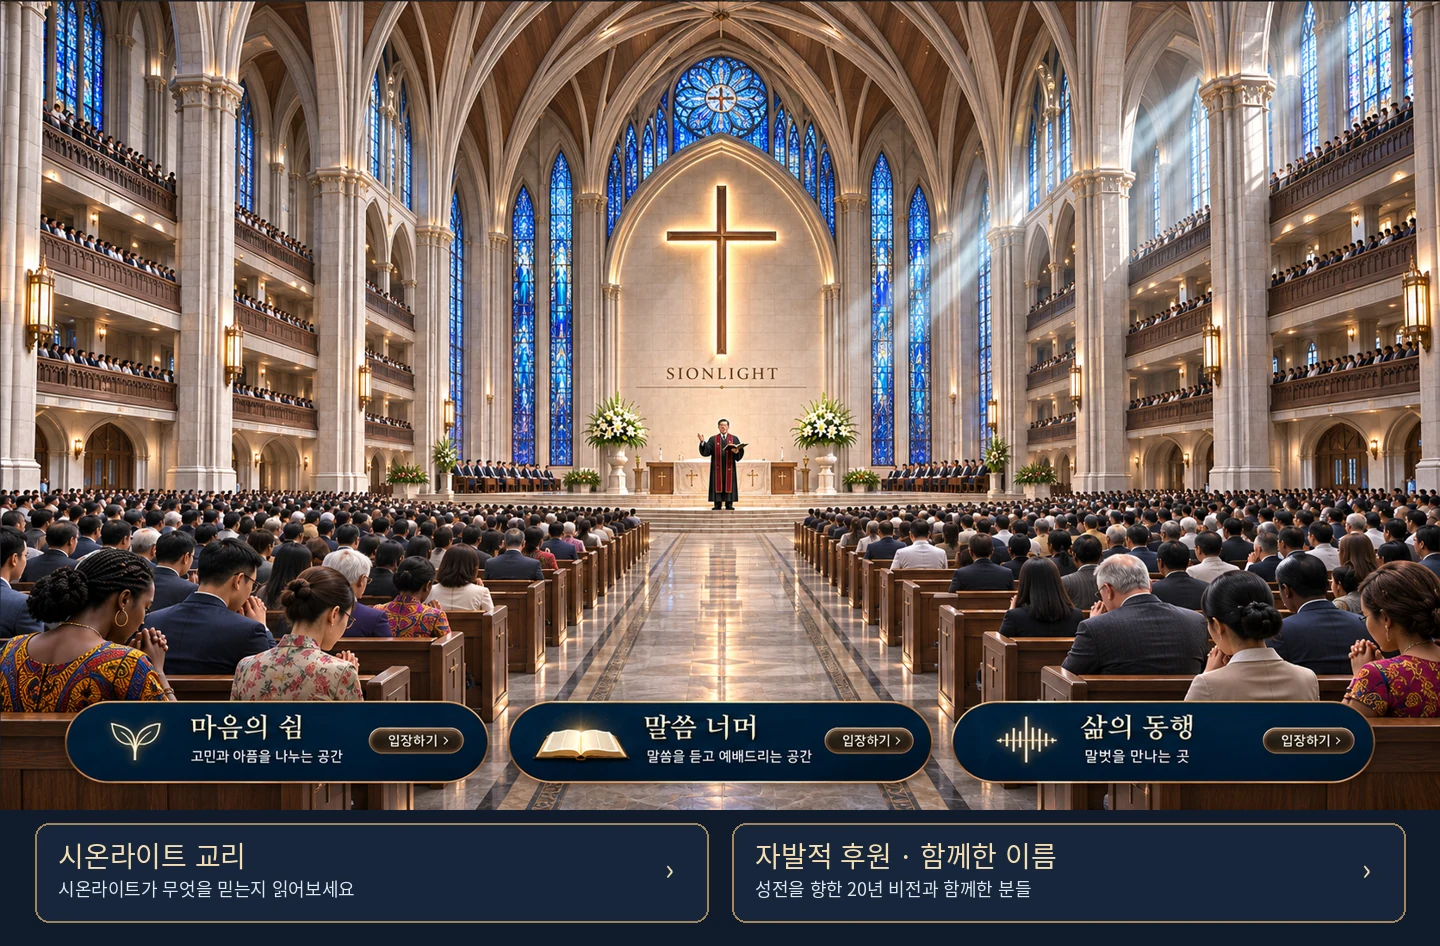 SIONLIGHT
마음의 쉼
고민과 아픔을 나누는 공간
입장하기 ›
말씀 너머
말씀을 듣고 예배드리는 공간
입장하기 ›
삶의 동행
말벗을 만나는 곳
입장하기 ›
시온라이트 교리
시온라이트가 무엇을 믿는지 읽어보세요
자발적 후원 · 함께한 이름
성전을 향한 20년 비전과 함께한 분들